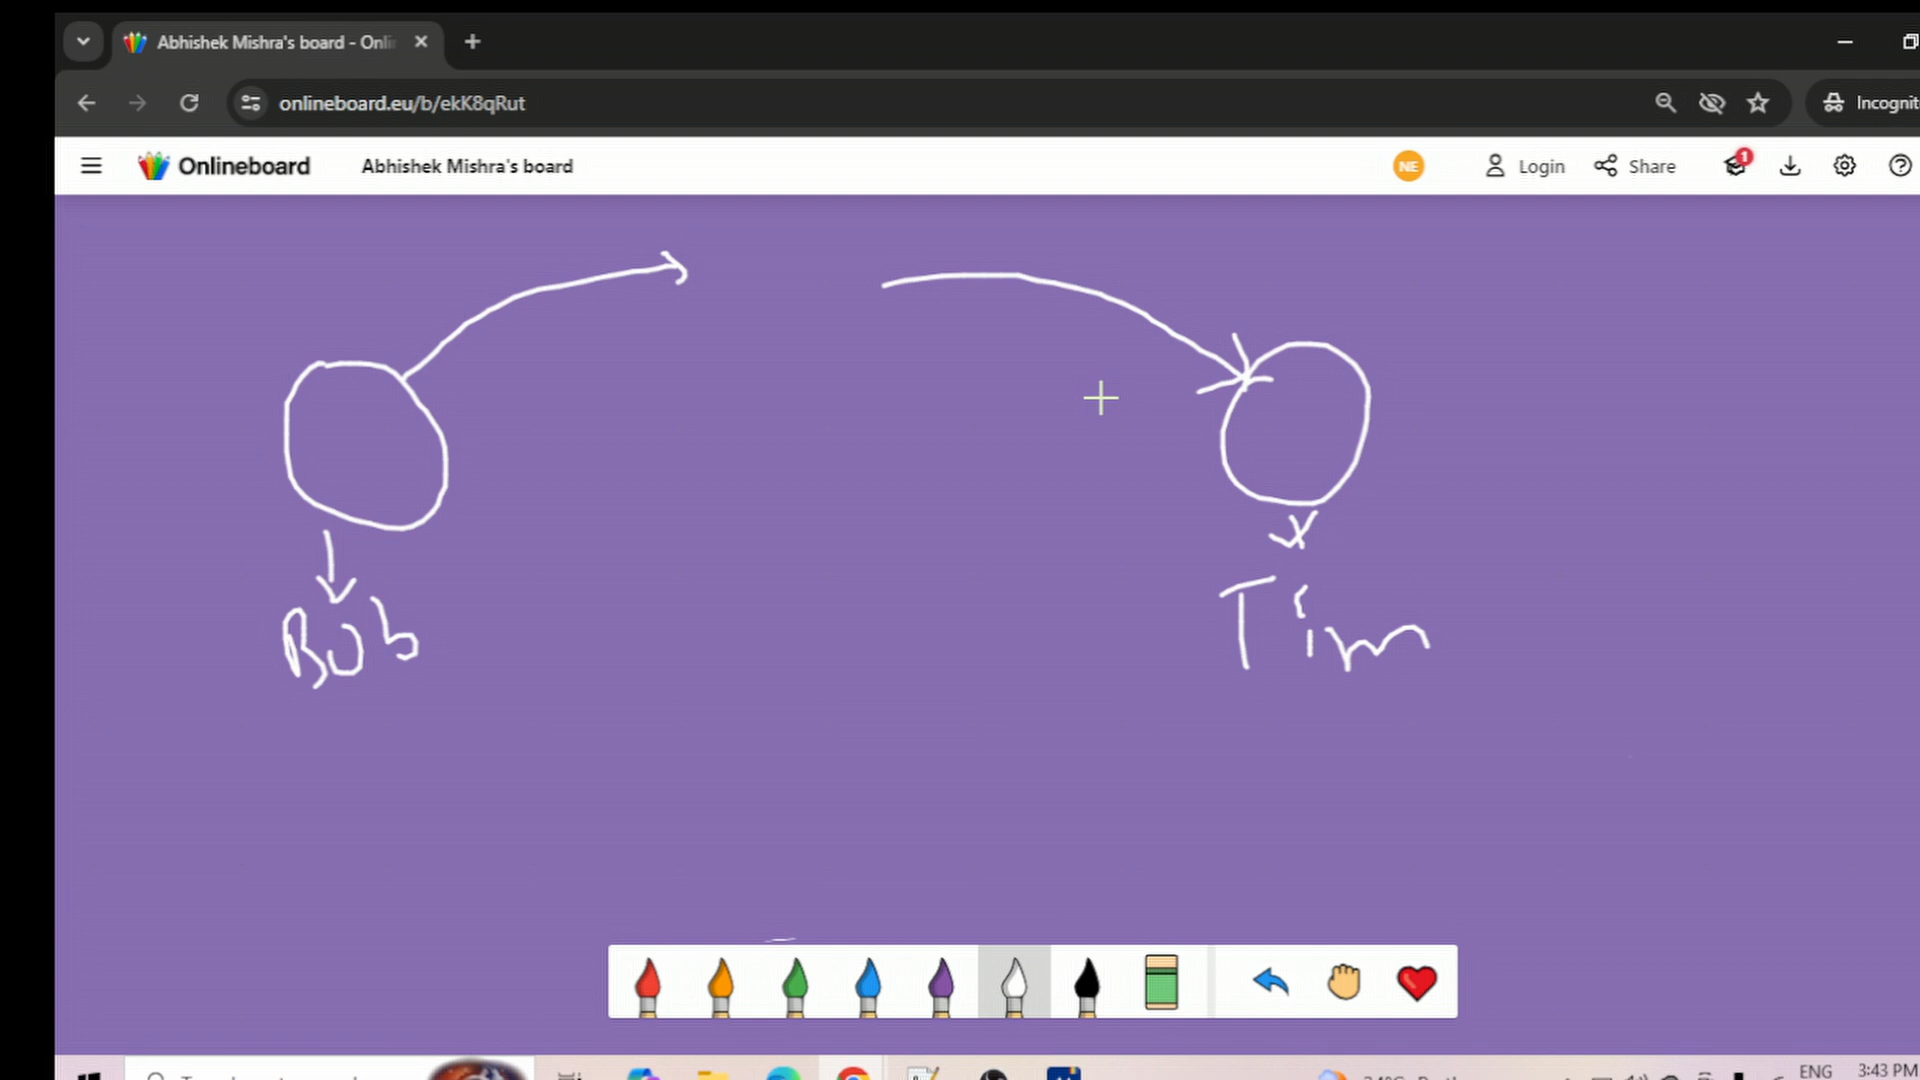 Abhishek Mishra's board - Onli
onlineboard.eu/b/ekK8qRut
Incognit
Onlineboard
Abhishek Mishra's board
NE
Login
Share
1
Bob
Tim
ENG
3:43 PM